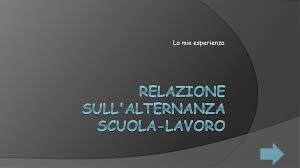 La mia esperienza
RELAZIONE
SULL'ALTERNANZA
SCUOLA-LAVORO